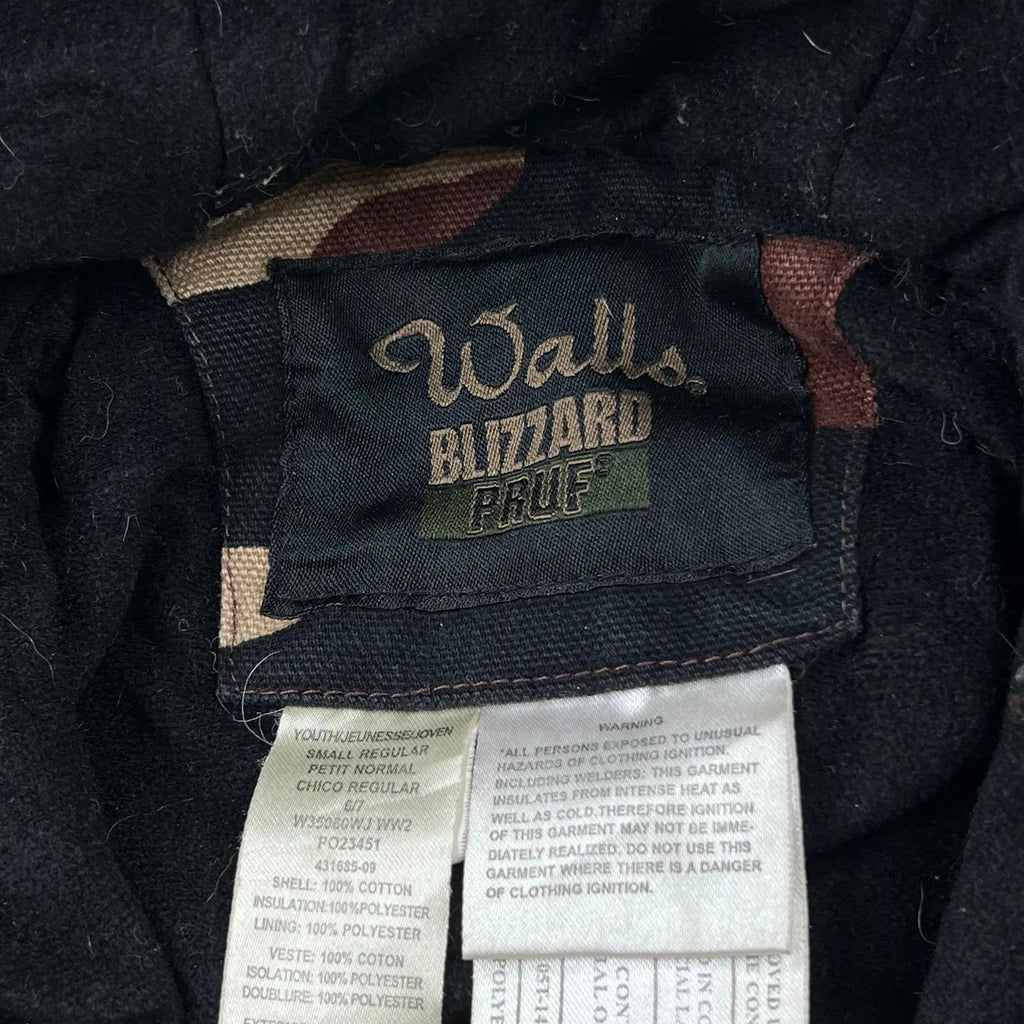 Walls
BLIZZARD
PRUF®
YOUTH/JEUNESSE/JOVEN
SMALL REGULAR
PETIT NORMAL
CHICO REGULAR
6/7
W35080WJ WW2
PO23451
431685-09
SHELL: 100% COTTON
INSULATION:100%POLYESTER
LINING: 100% POLYESTER
VESTE: 100% COTON
ISOLATION: 100% POLYESTER
DOUBLURE: 100% POLYESTER
WARNING
*ALL PERSONS EXPOSED TO UNUSUAL
HAZARDS OF CLOTHING IGNITION,
INCLUDING WELDERS: THIS GARMENT
INSULATES FROM INTENSE HEAT AS
WELL AS COLD.THEREFORE IGNITION
OF THIS GARMENT MAY NOT BE IMME-
DIATELY REALIZED. DO NOT USE THIS
GARMENT WHERE THERE IS A DANGER
OF CLOTHING IGNITION.